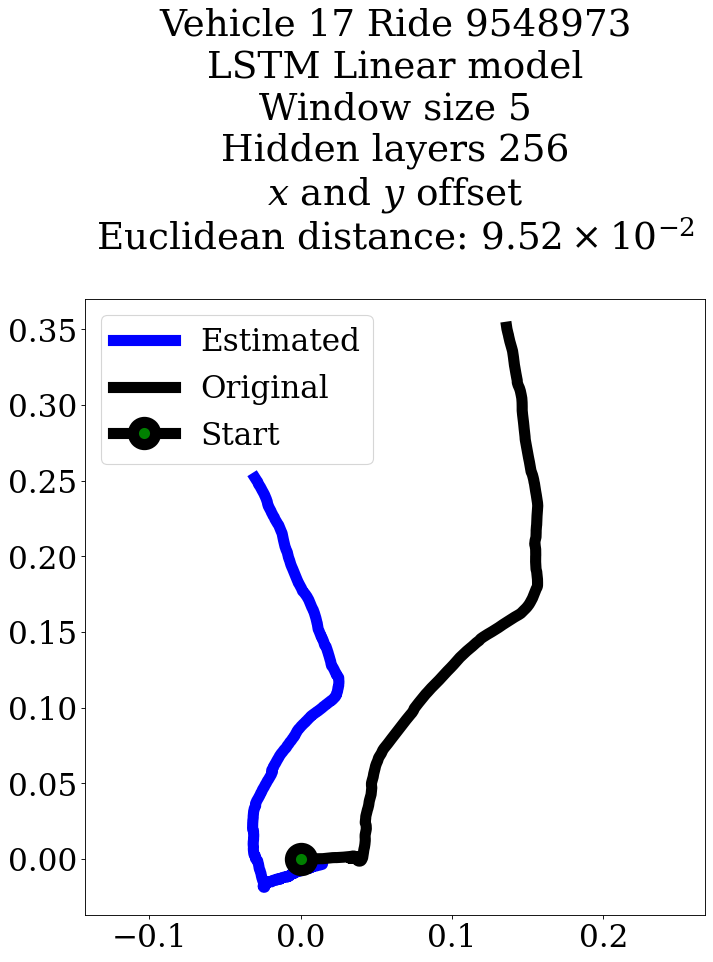 Vehicle 17 Ride 9548973
LSTM Linear model
Window size 5
Hidden layers 256
x and y offset
Euclidean distance: 9.52 × 10⁻²
Estimated
Original
Start
0.35
0.30
0.25
0.20
0.15
0.10
0.05
0.00
−0.1 0.0 0.1 0.2